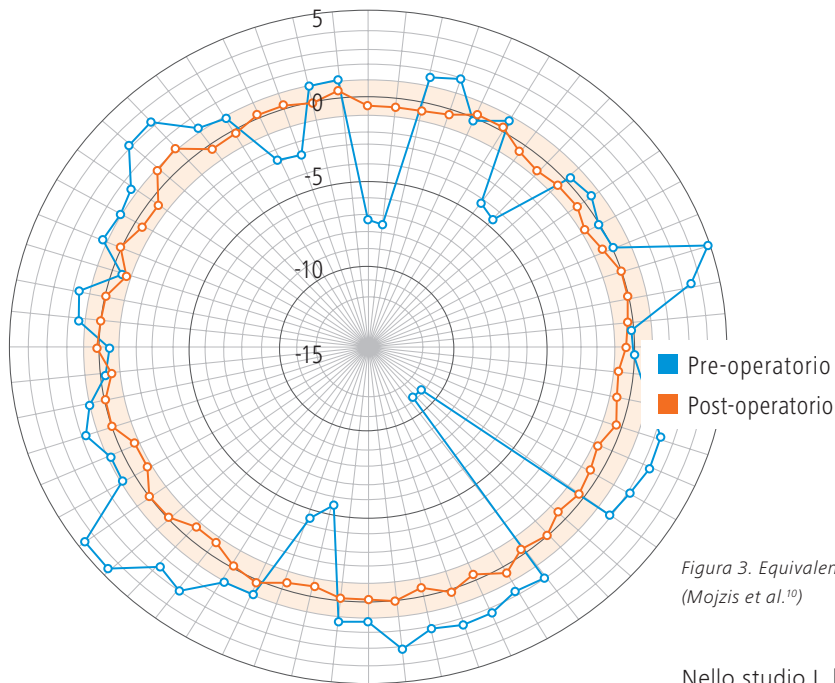 5
0
-5
-10
-15
Pre-operatorio
Post-operatorio
Figura 3. Equivalen
(Mojzis et al.¹⁰)
Nello studio L